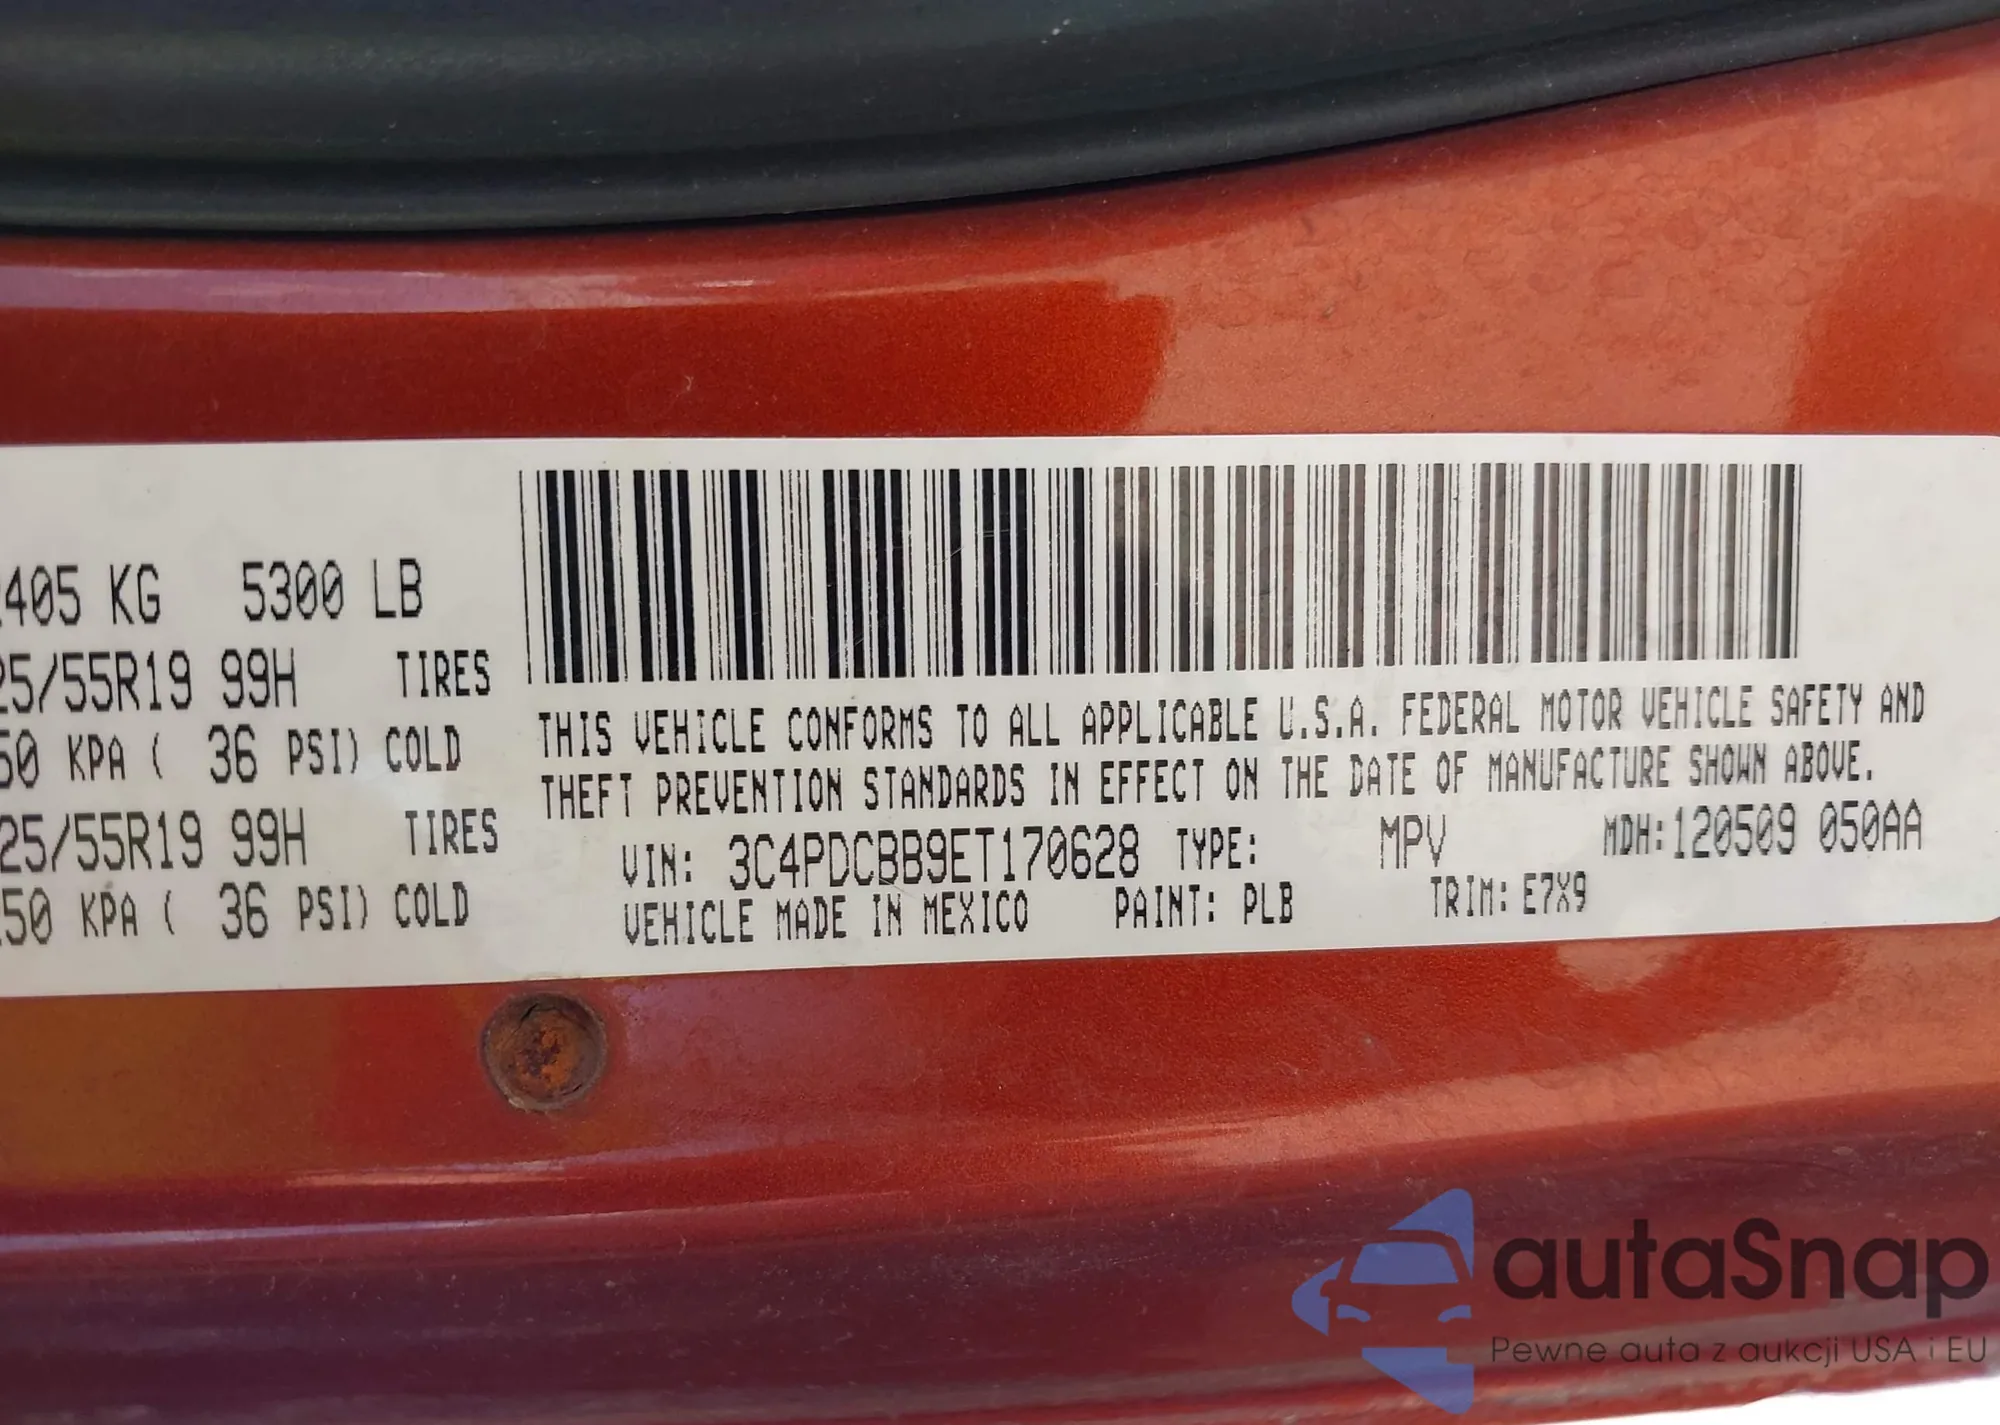 405 KG 5300 LB
25/55R19 99H TIRES
50 KPA ( 36 PSI) COLD
25/55R19 99H TIRES
50 KPA ( 36 PSI) COLD
THIS VEHICLE CONFORMS TO ALL APPLICABLE U.S.A. FEDERAL MOTOR VEHICLE SAFETY AND
THEFT PREVENTION STANDARDS IN EFFECT ON THE DATE OF MANUFACTURE SHOWN ABOVE.
VIN: 3C4PDCBB9ET170628 TYPE: MPV MDH:120509 050AA
VEHICLE MADE IN MEXICO PAINT: PLB TRIM: E7X9
autaSnap
Pewne auta z aukcji USA i EU